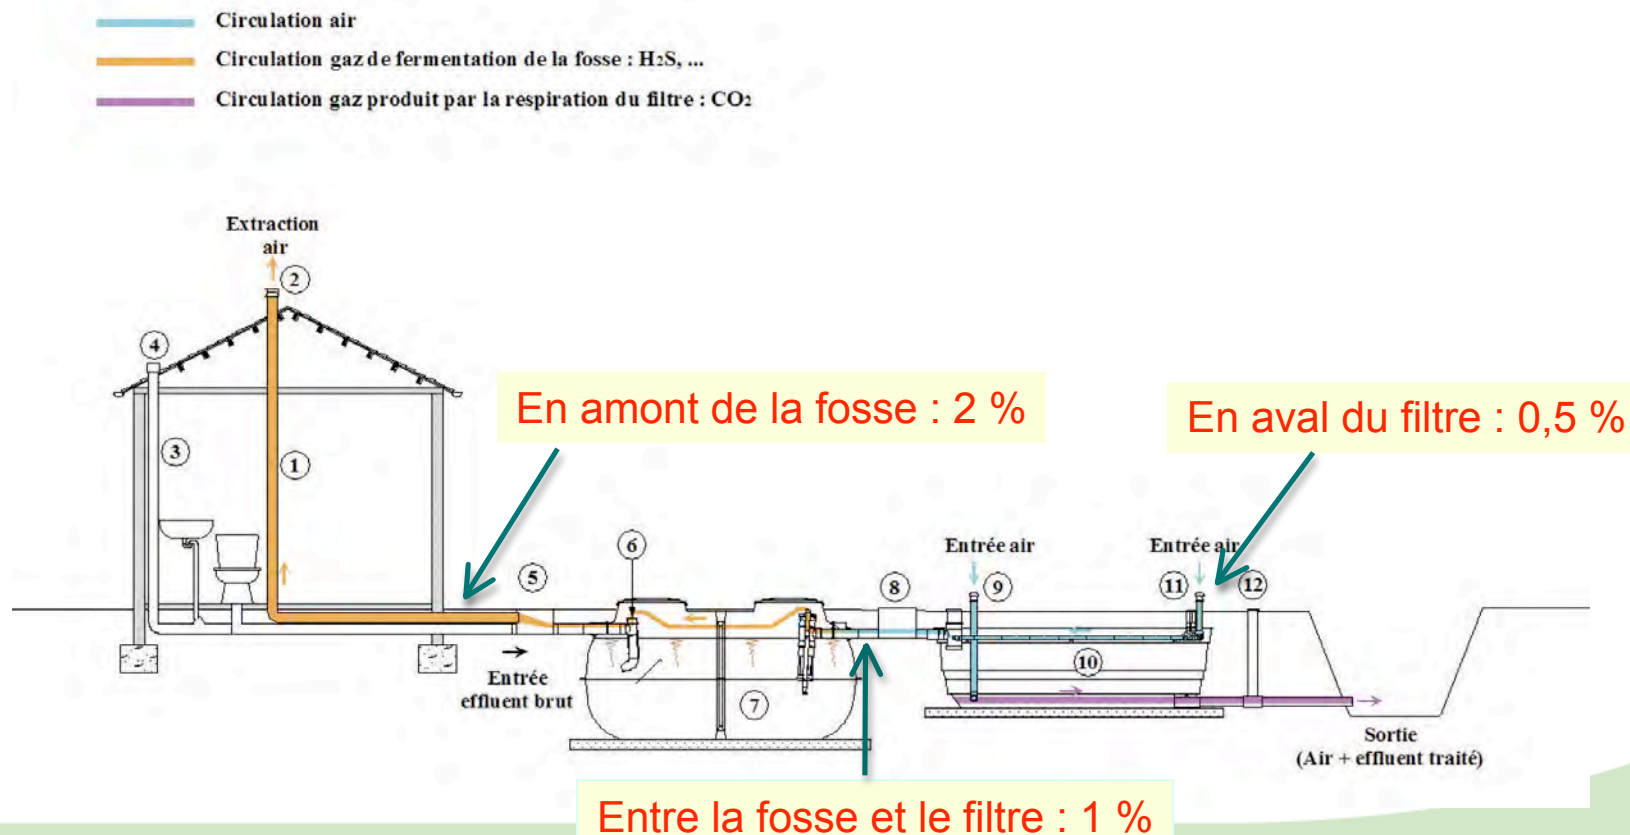 Circulation air
Circulation gaz de fermentation de la fosse : H2S, ...
Circulation gaz produit par la respiration du filtre : CO2
Extraction
air
2
4
En amont de la fosse : 2 %
En aval du filtre : 0,5 %
3
1
6
5
8
Entrée air
9
Entrée air
11
12
10
7
Entrée
effluent brut
Sortie
(Air + effluent traité)
Entre la fosse et le filtre : 1 %